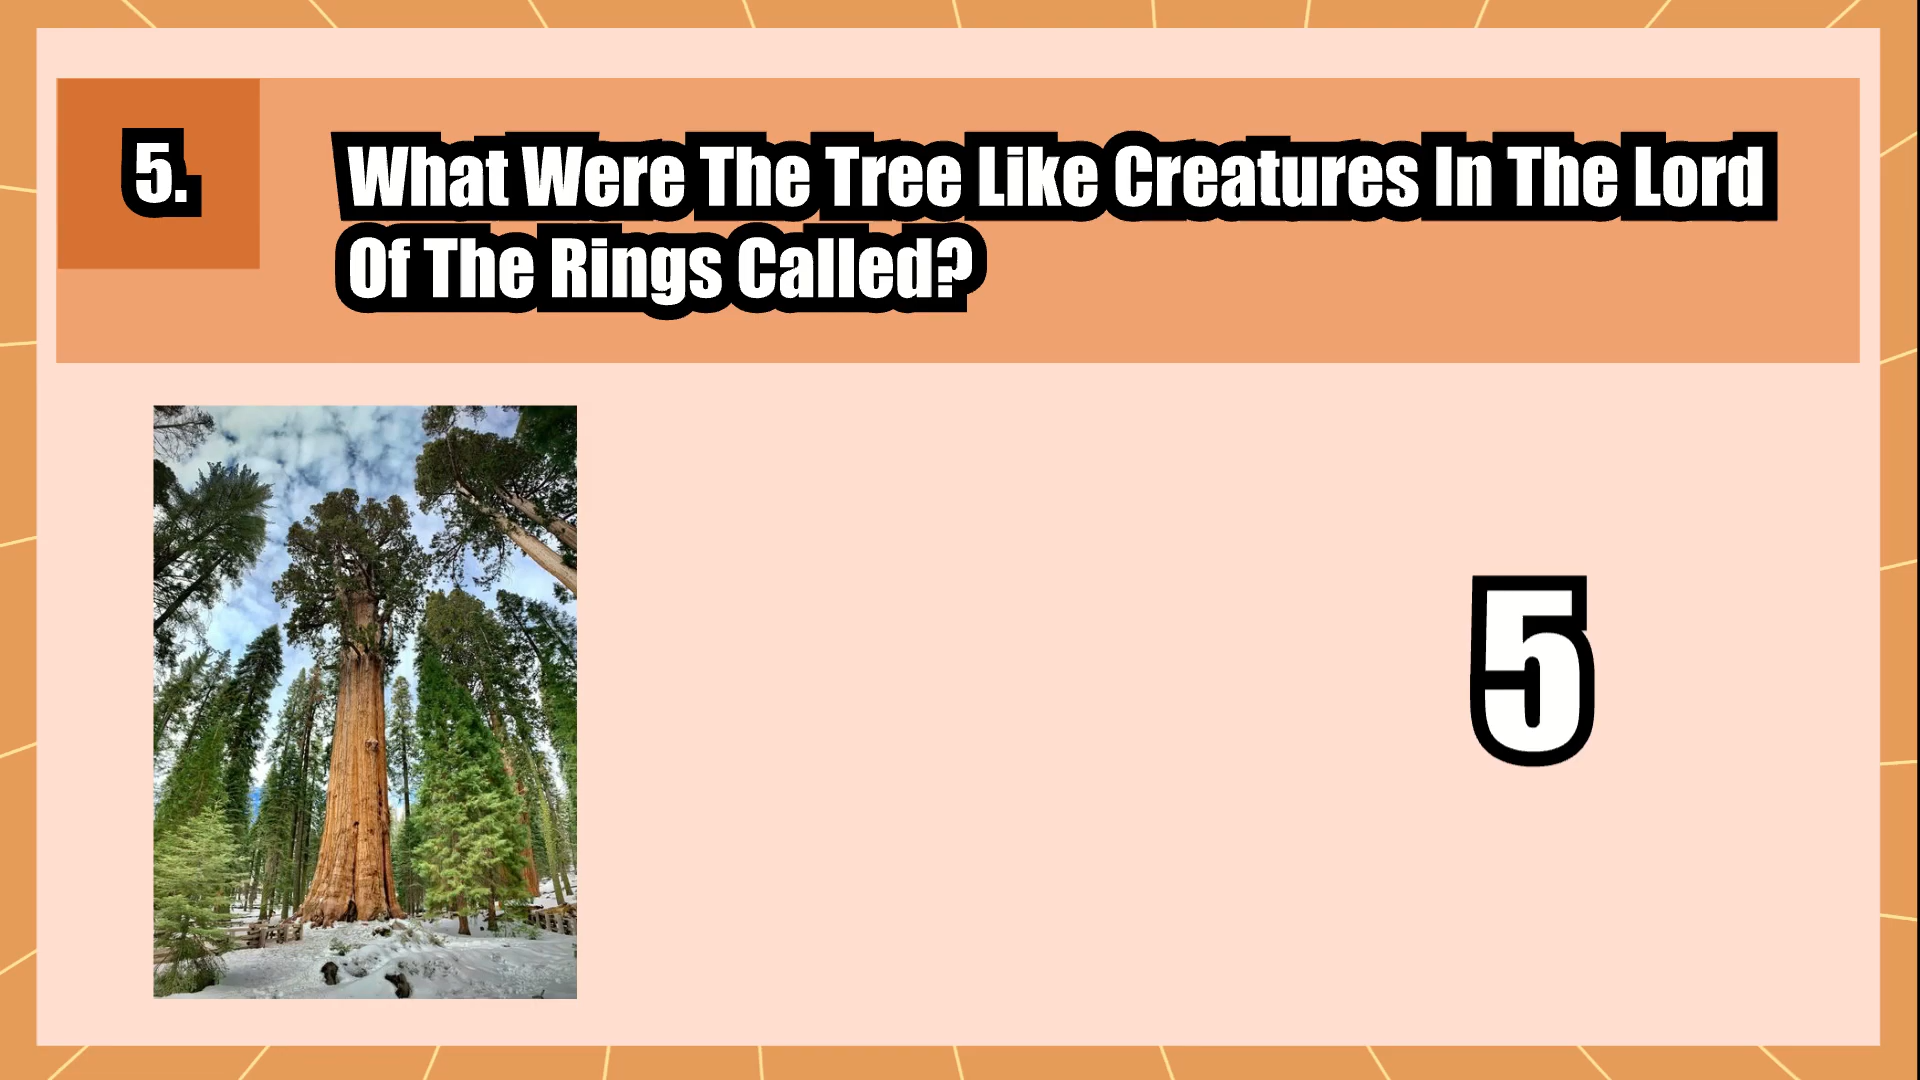 5.
What Were The Tree Like Creatures In The Lord
Of The Rings Called?
5